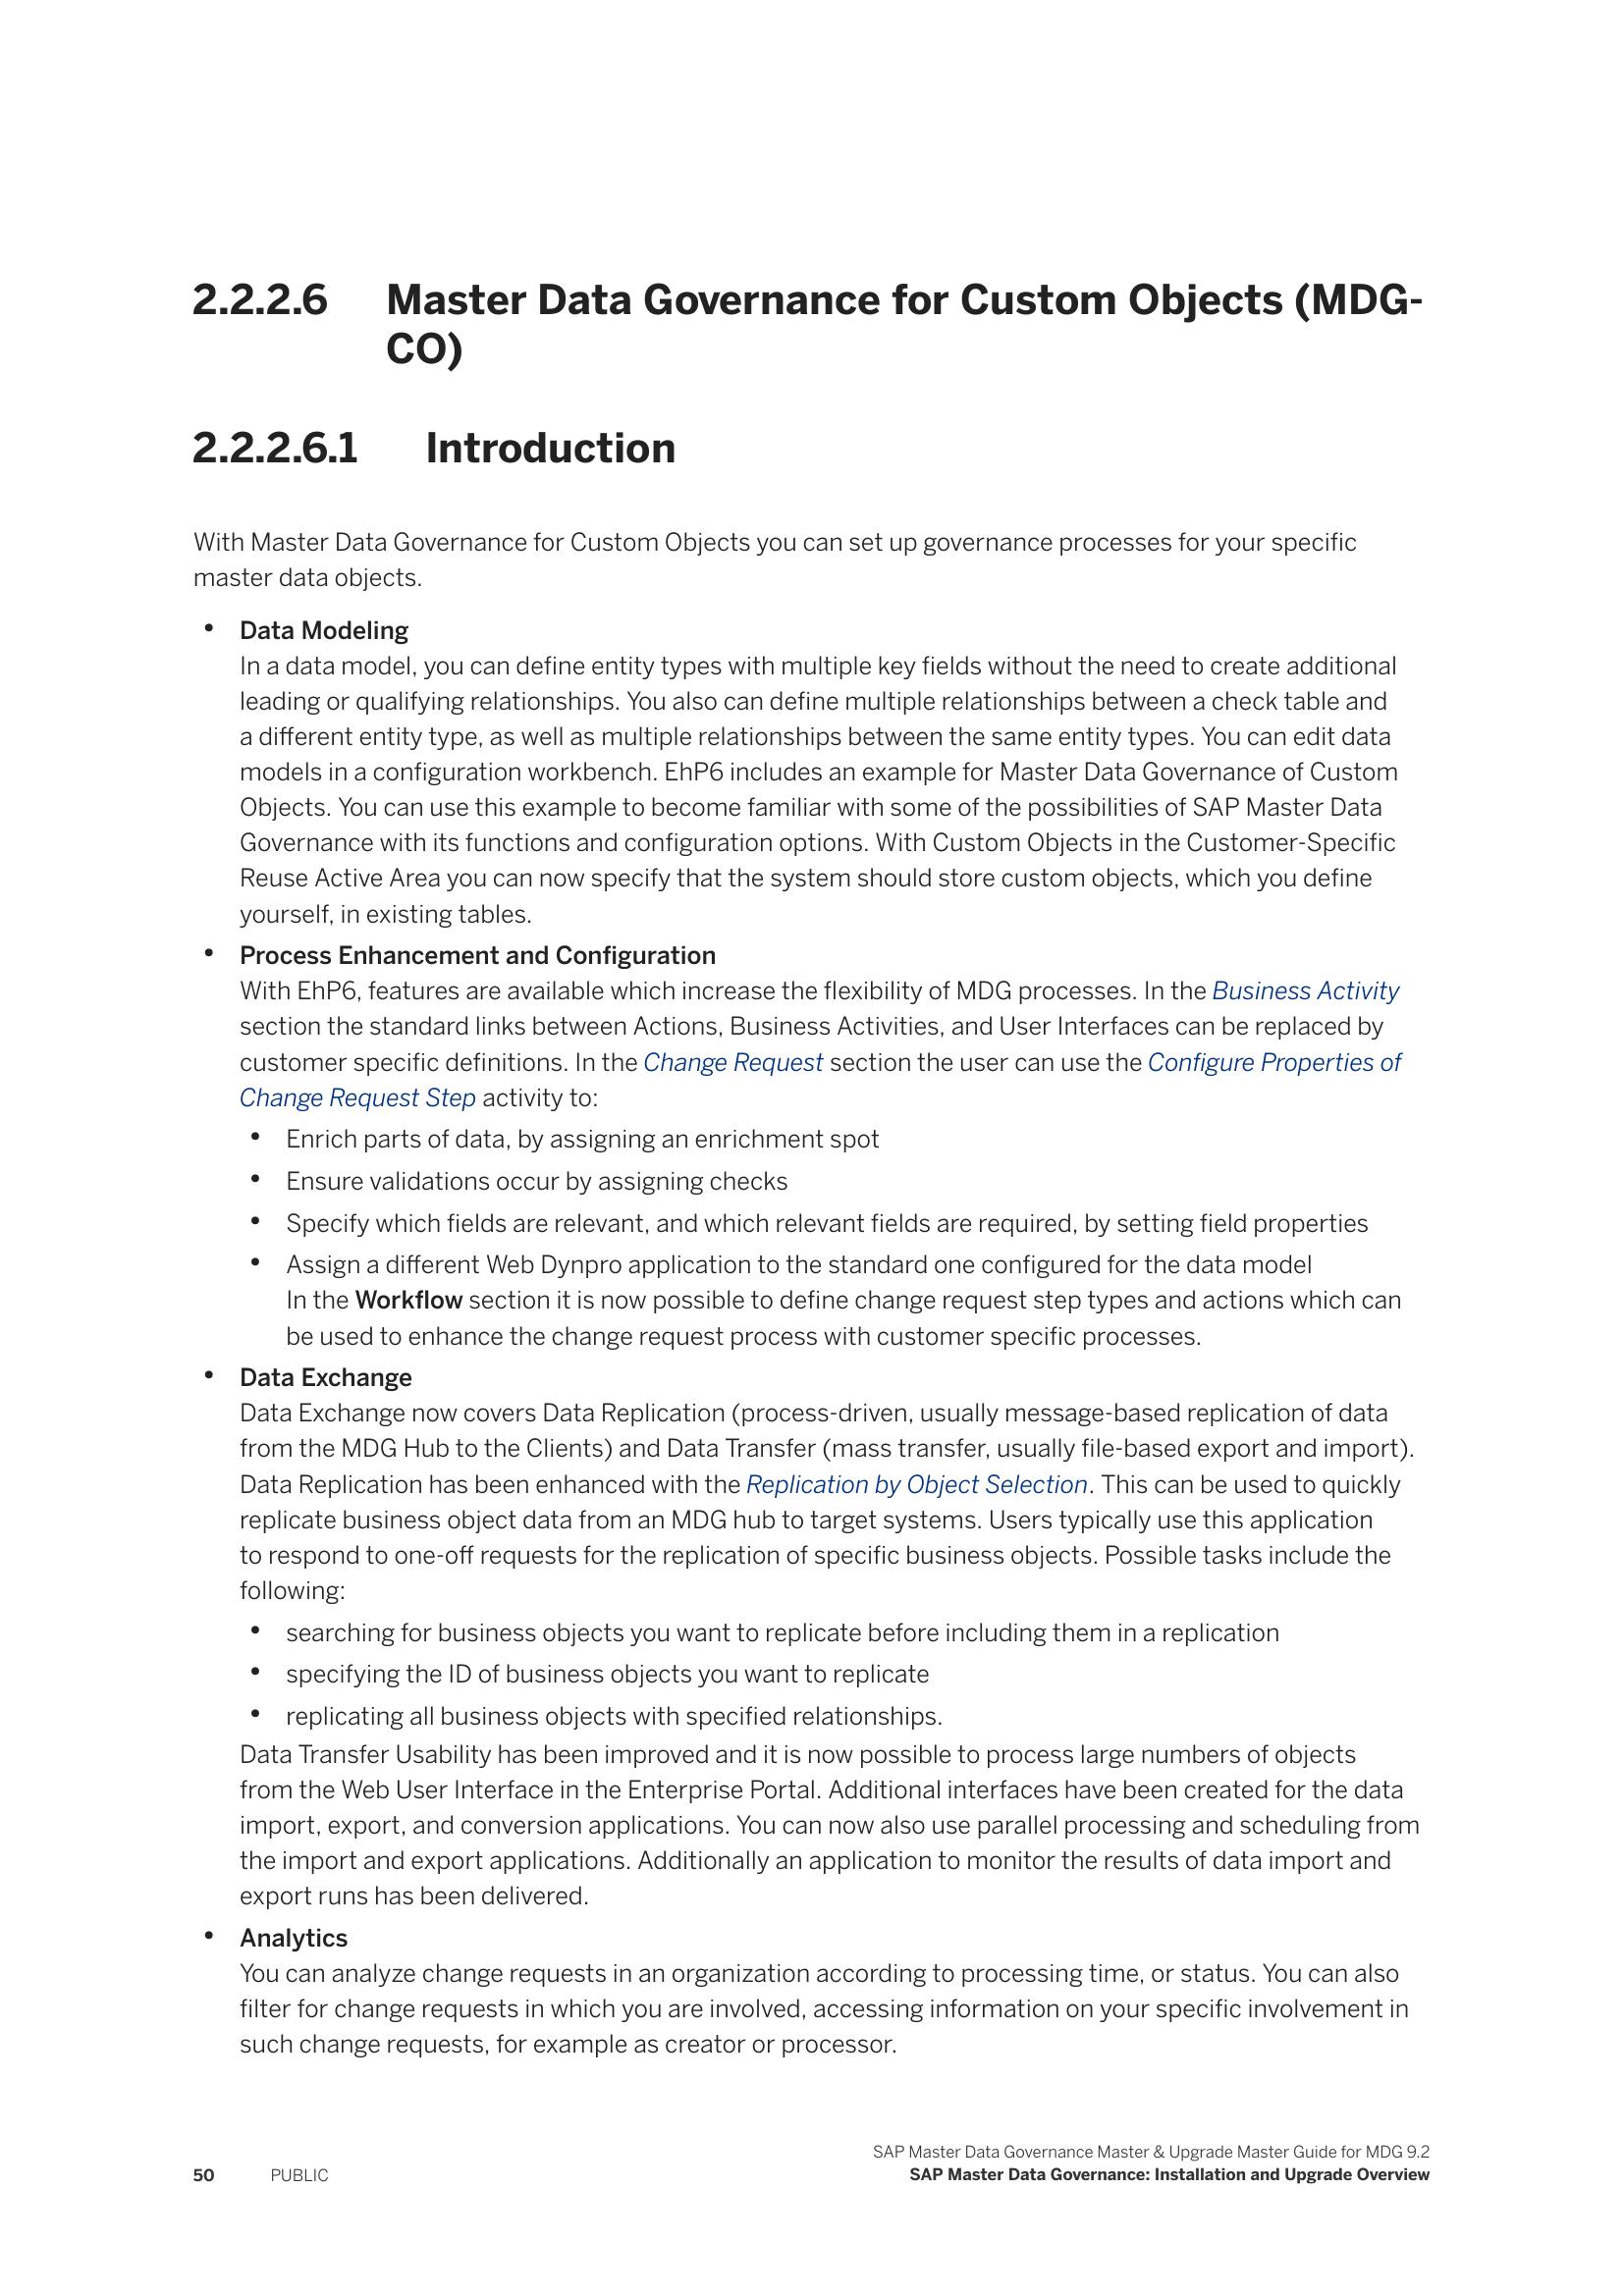 2.2.2.6 Master Data Governance for Custom Objects (MDG-
CO)
2.2.2.6.1 Introduction
With Master Data Governance for Custom Objects you can set up governance processes for your specific
master data objects.
• Data Modeling
In a data model, you can define entity types with multiple key fields without the need to create additional
leading or qualifying relationships. You also can define multiple relationships between a check table and
a different entity type, as well as multiple relationships between the same entity types. You can edit data
models in a configuration workbench. EhP6 includes an example for Master Data Governance of Custom
Objects. You can use this example to become familiar with some of the possibilities of SAP Master Data
Governance with its functions and configuration options. With Custom Objects in the Customer-Specific
Reuse Active Area you can now specify that the system should store custom objects, which you define
yourself, in existing tables.
• Process Enhancement and Configuration
With EhP6, features are available which increase the flexibility of MDG processes. In the Business Activity
section the standard links between Actions, Business Activities, and User Interfaces can be replaced by
customer specific definitions. In the Change Request section the user can use the Configure Properties of
Change Request Step activity to:
• Enrich parts of data, by assigning an enrichment spot
• Ensure validations occur by assigning checks
• Specify which fields are relevant, and which relevant fields are required, by setting field properties
• Assign a different Web Dynpro application to the standard one configured for the data model
In the Workflow section it is now possible to define change request step types and actions which can
be used to enhance the change request process with customer specific processes.
• Data Exchange
Data Exchange now covers Data Replication (process-driven, usually message-based replication of data
from the MDG Hub to the Clients) and Data Transfer (mass transfer, usually file-based export and import).
Data Replication has been enhanced with the Replication by Object Selection. This can be used to quickly
replicate business object data from an MDG hub to target systems. Users typically use this application
to respond to one-off requests for the replication of specific business objects. Possible tasks include the
following:
• searching for business objects you want to replicate before including them in a replication
• specifying the ID of business objects you want to replicate
• replicating all business objects with specified relationships.
Data Transfer Usability has been improved and it is now possible to process large numbers of objects
from the Web User Interface in the Enterprise Portal. Additional interfaces have been created for the data
import, export, and conversion applications. You can now also use parallel processing and scheduling from
the import and export applications. Additionally an application to monitor the results of data import and
export runs has been delivered.
• Analytics
You can analyze change requests in an organization according to processing time, or status. You can also
filter for change requests in which you are involved, accessing information on your specific involvement in
such change requests, for example as creator or processor.
SAP Master Data Governance Master & Upgrade Master Guide for MDG 9.2
50 PUBLIC SAP Master Data Governance: Installation and Upgrade Overview